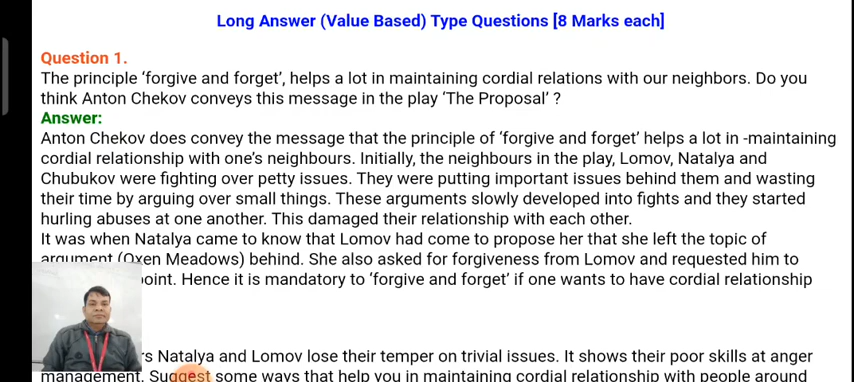 Long Answer (Value Based) Type Questions [8 Marks each]
Question 1.
The principle ‘forgive and forget’, helps a lot in maintaining cordial relations with our neighbors. Do you
think Anton Chekov conveys this message in the play ‘The Proposal’ ?
Answer:
Anton Chekov does convey the message that the principle of ‘forgive and forget’ helps a lot in -maintaining
cordial relationship with one’s neighbours. Initially, the neighbours in the play, Lomov, Natalya and
Chubukov were fighting over petty issues. They were putting important issues behind them and wasting
their time by arguing over small things. These arguments slowly developed into fights and they started
hurling abuses at one another. This damaged their relationship with each other.
It was when Natalya came to know that Lomov had come to propose her that she left the topic of
argument (Oxen Meadows) behind. She also asked for forgiveness from Lomov and requested him to
point. Hence it is mandatory to ‘forgive and forget’ if one wants to have cordial relationship
Natalya and Lomov lose their temper on trivial issues. It shows their poor skills at anger
management. Suggest some ways that help you in maintaining cordial relationship with people around